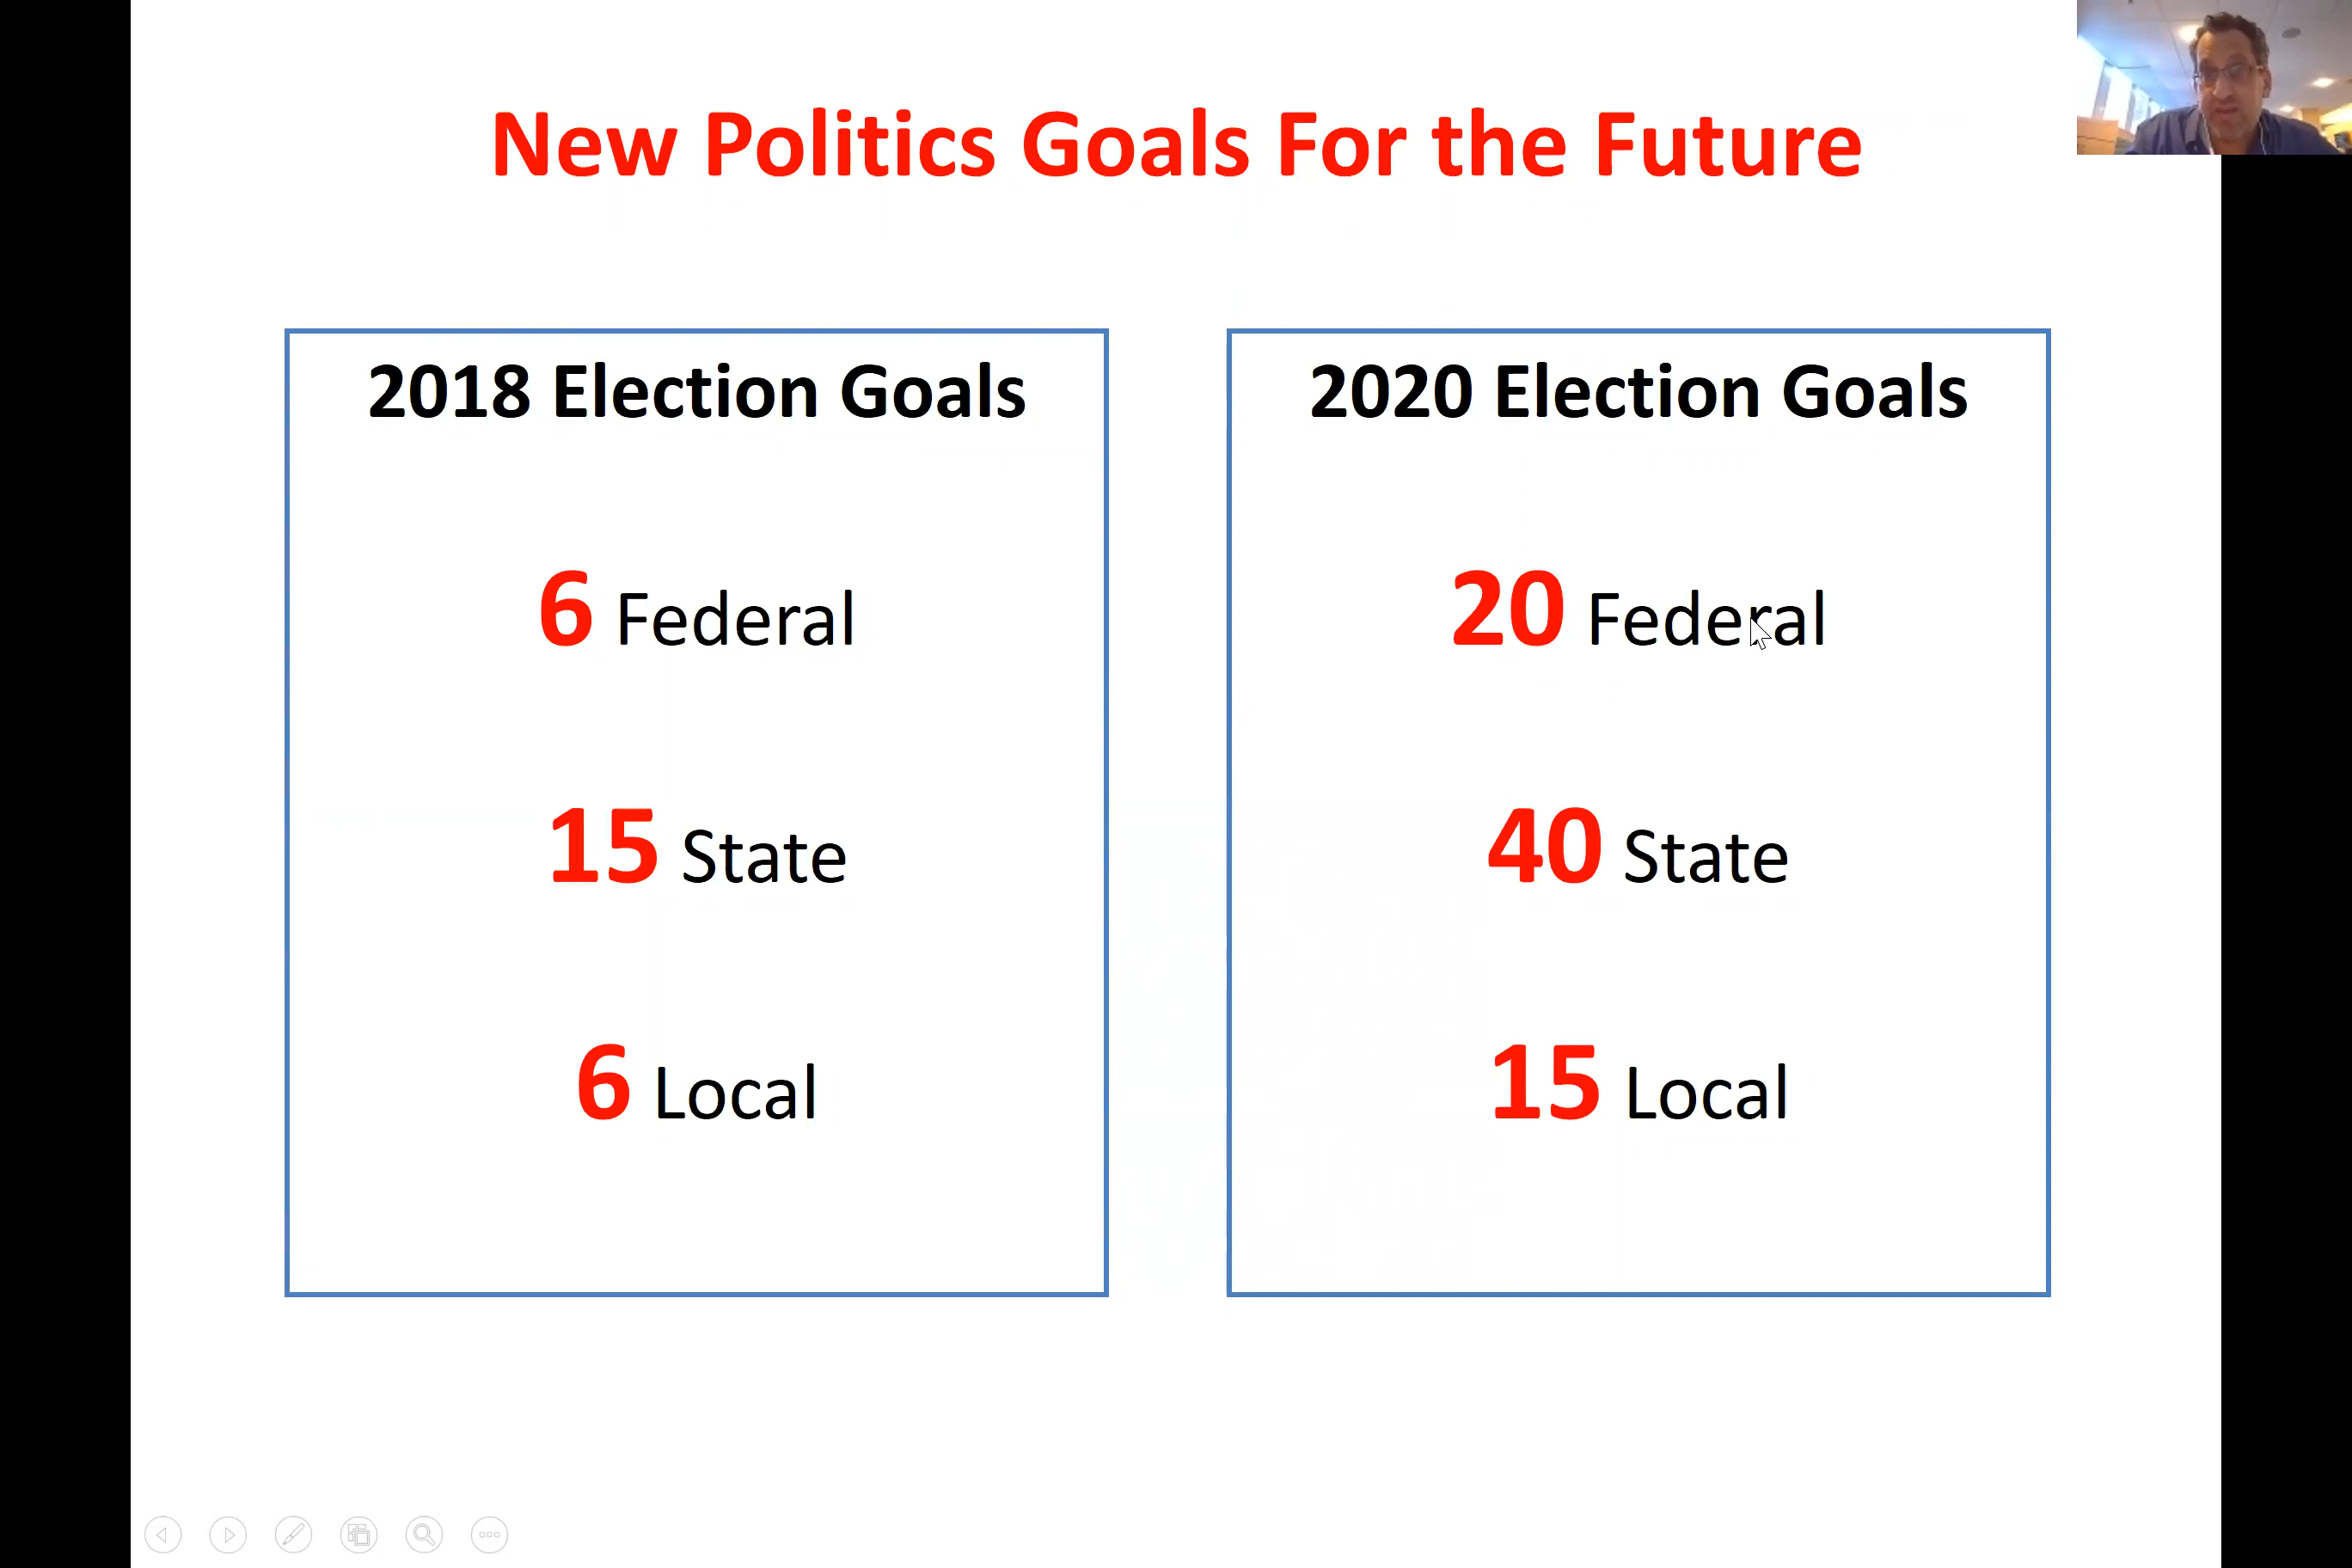 New Politics Goals For the Future
2018 Election Goals
6 Federal
15 State
6 Local
2020 Election Goals
20 Federal
40 State
15 Local